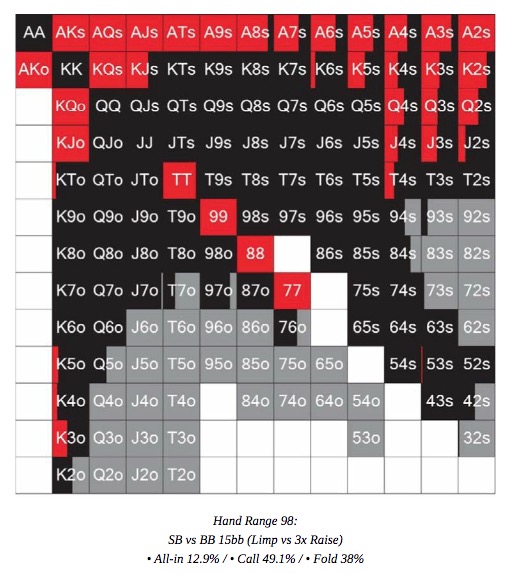 AA AKs AQs AJs ATs A9s A8s A7s A6s A5s A4s A3s A2s
AKo KK KQs KJs KTs K9s K8s K7s K6s K5s K4s K3s K2s
KQo QQ QJs QTs Q9s Q8s Q7s Q6s Q5s Q4s Q3s Q2s
KJo QJo JJ JTs J9s J8s J7s J6s J5s J4s J3s J2s
KTo QTo JTo TT T9s T8s T7s T6s T5s T4s T3s T2s
K9o Q9o J9o T9o 99 98s 97s 96s 95s 94s 93s 92s
K8o Q8o J8o T8o 88 86s 85s 84s 83s 82s
K7o Q7o J7o T7o 97o 87o 77 75s 74s 73s 72s
K6o Q6o J6o T6o 96o 86o 76o 65s 64s 63s 62s
K5o Q5o J5o T5o 95o 85o 75o 65o 54s 53s 52s
K4o Q4o J4o T4o 84o 74o 64o 54o 43s 42s
K3o Q3o J3o T3o 53o 32s
K2o Q2o J2o T2o
Hand Range 98:
SB vs BB 15bb (Limp vs 3x Raise)
• All-in 12.9% / • Call 49.1% / • Fold 38%